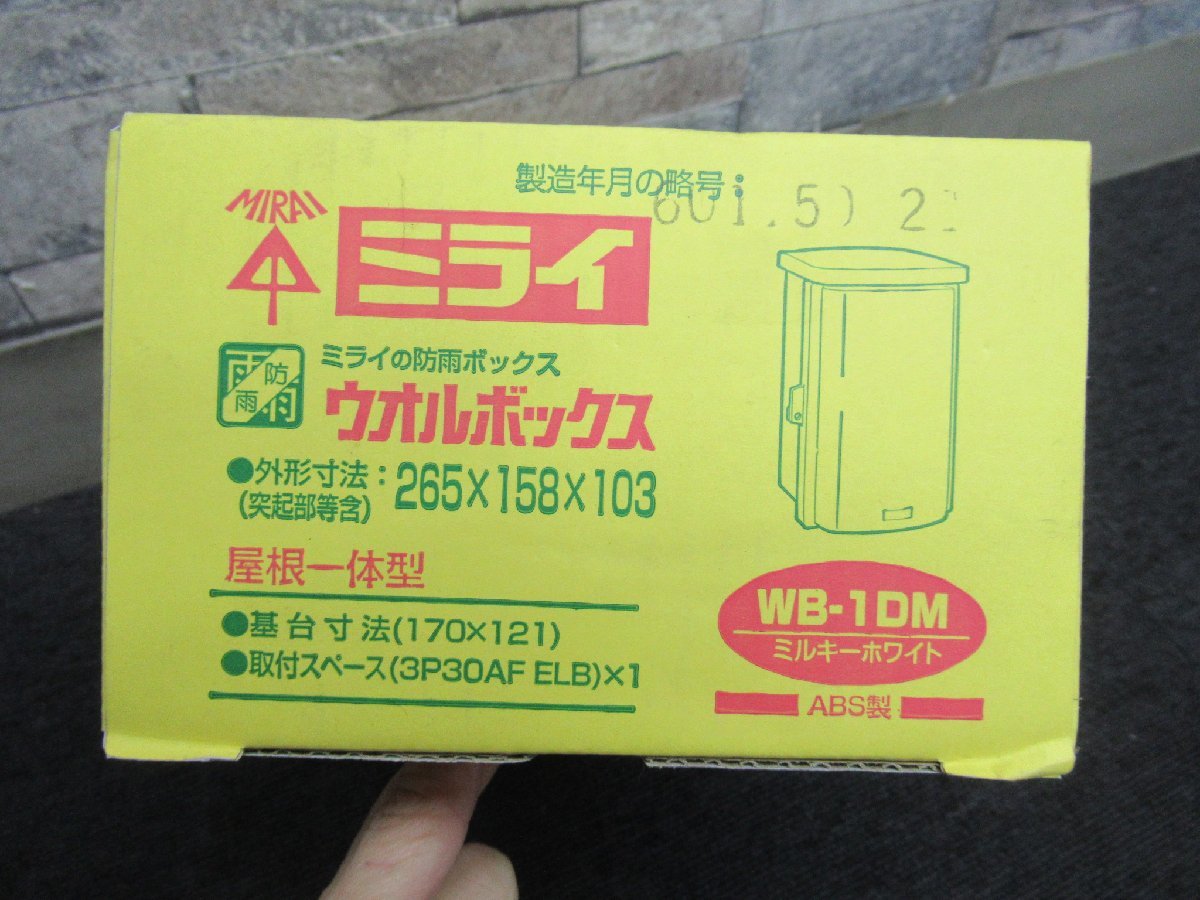 製造年月の略号：
MIRAI
ミライ
防雨
ミライの防雨ボックス
ウオルボックス
●外形寸法：265×158×103
(突起部等含)
屋根一体型
●基台寸法(170×121)
●取付スペース(3P30AF ELB)×1
WB-1DM
ミルキーホワイト
ABS製